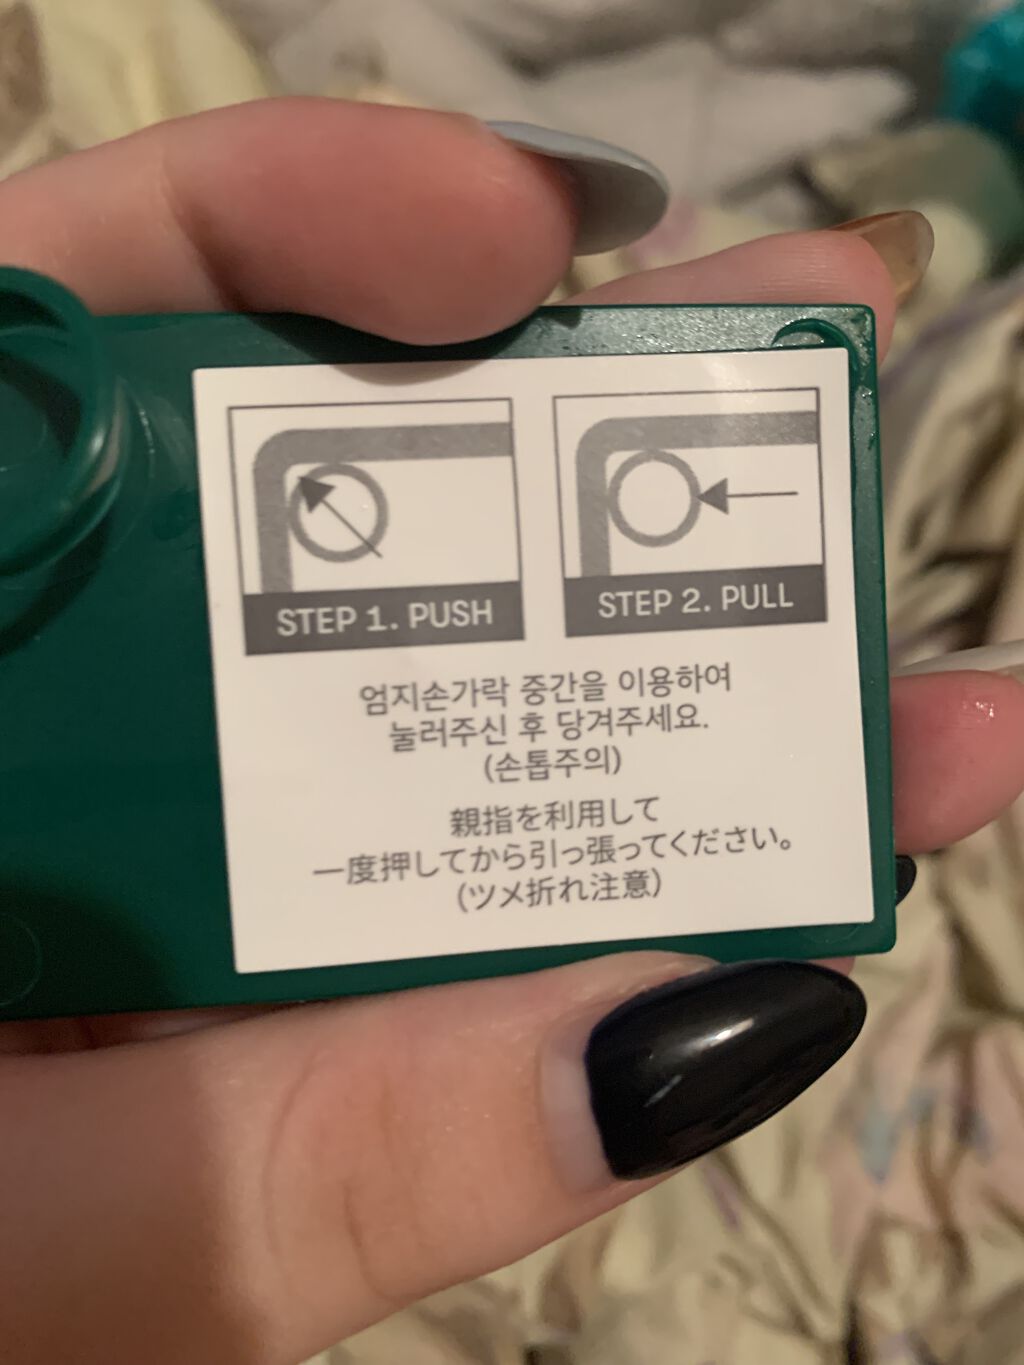 STEP 1. PUSH
STEP 2. PULL
엄지손가락 중간을 이용하여
눌러주신 후 당겨주세요.
(손톱주의)
親指を利用して
一度押してから引っ張ってください。
(ツメ折れ注意)